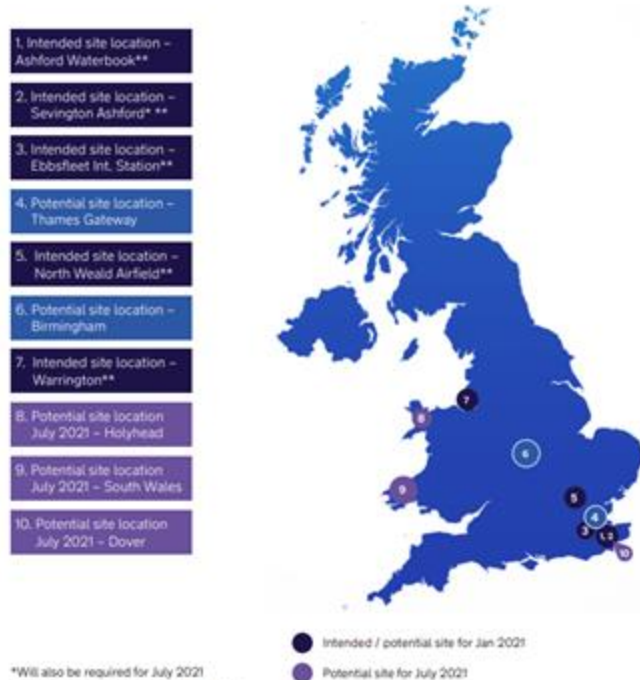 1. Intended site location –
Ashford Waterbook**
2. Intended site location –
Sevington Ashford* **
3. Intended site location –
Ebbsfleet Int. Station**
4. Potential site location –
Thames Gateway
5. Intended site location –
North Weald Airfield**
6. Potential site location –
Birmingham
7. Intended site location –
Warrington**
8. Potential site location
July 2021 – Holyhead
9. Potential site location
July 2021 – South Wales
10. Potential site location
July 2021 – Dover
7
8
6
9
5
4
3
1, 2
10
Intended / potential site for Jan 2021
*Will also be required for July 2021
Potential site for July 2021